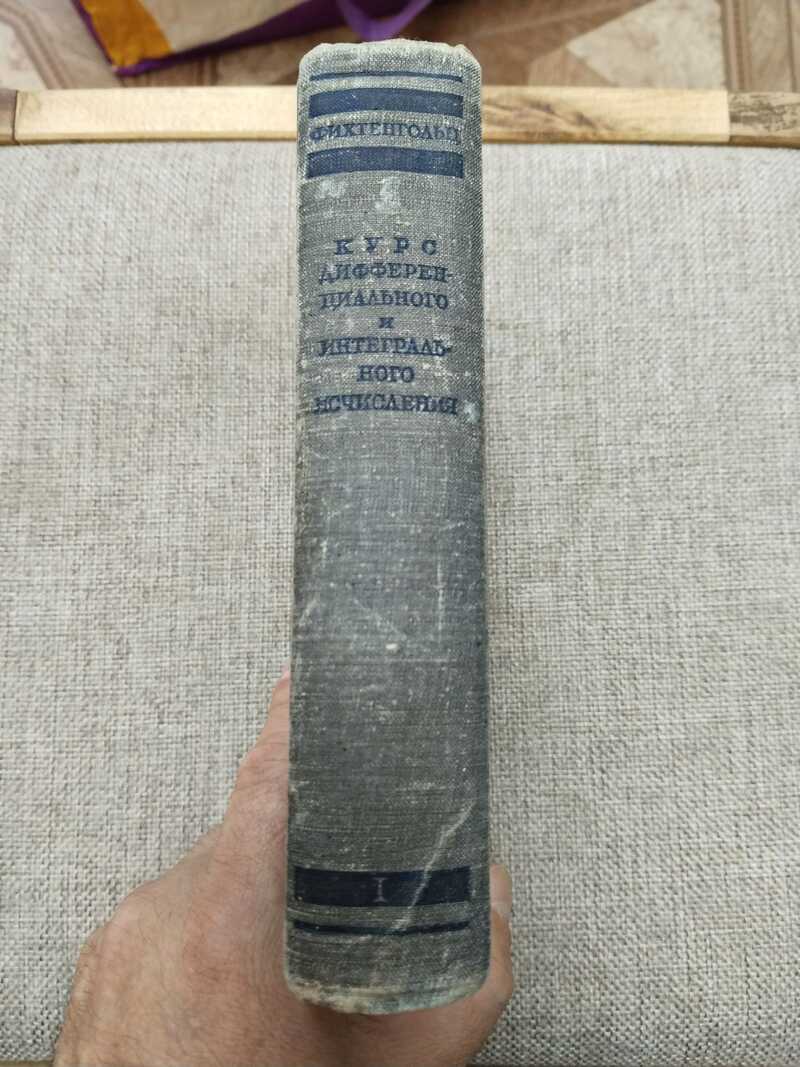 ФИХТЕНГОЛЬЦ
КУРС
ДИФФЕРЕН-
ЦИАЛЬНОГО
И
ИНТЕГРАЛЬ-
НОГО
ИСЧИСЛЕНИЯ
I